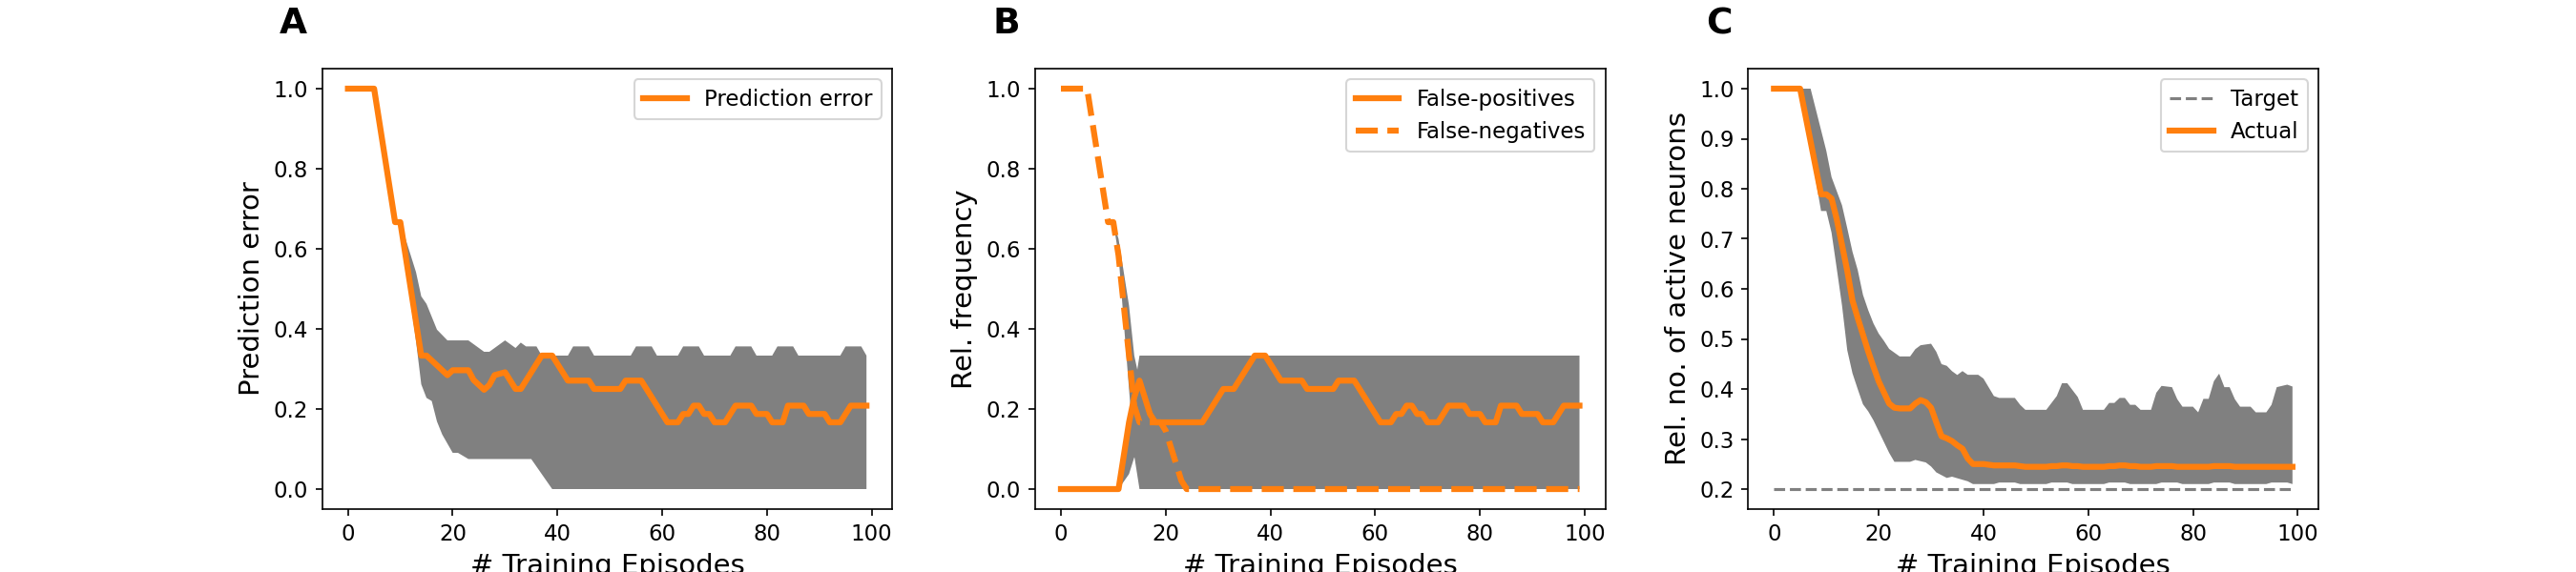 A
Prediction error
1.0
0.8
0.6
0.4
0.2
0.0
Prediction error
0 20 40 60 80 100
# Training Episodes
B
False-positives
False-negatives
1.0
0.8
0.6
0.4
0.2
0.0
Rel. frequency
0 20 40 60 80 100
# Training Episodes
C
Target
Actual
1.0
0.9
0.8
0.7
0.6
0.5
0.4
0.3
0.2
Rel. no. of active neurons
0 20 40 60 80 100
# Training Episodes